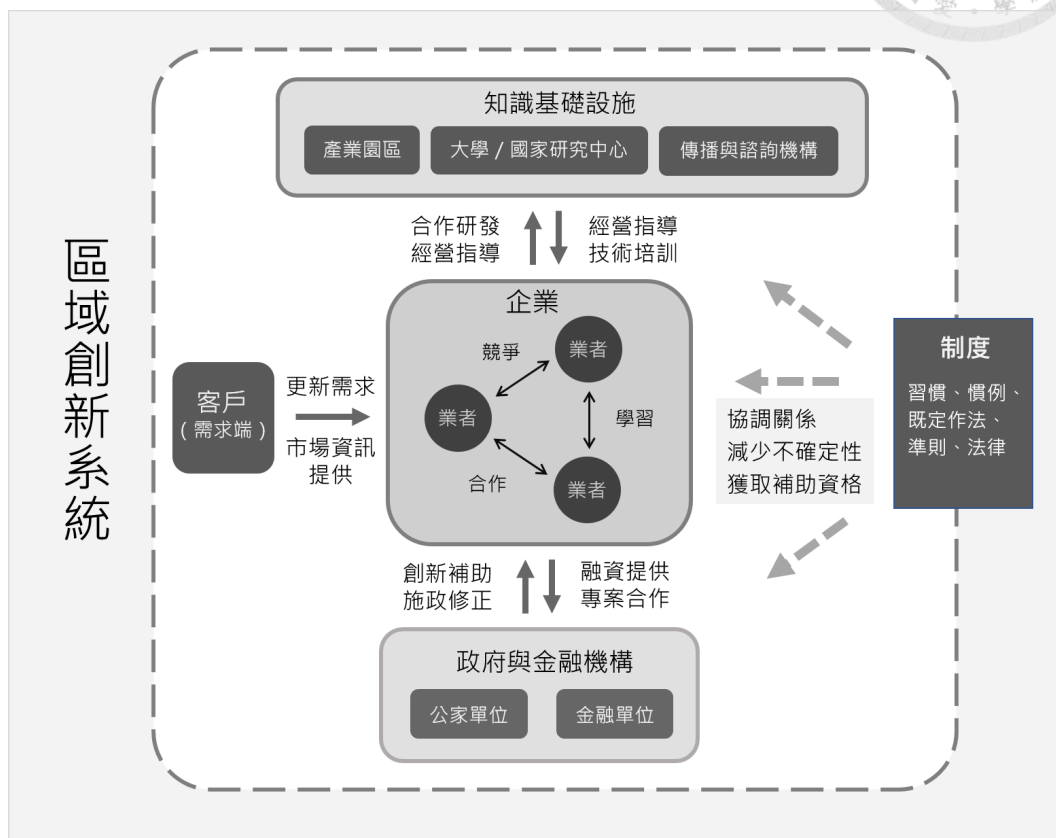 區域創新系統
知識基礎設施
產業園區
大學 / 國家研究中心
傳播與諮詢機構
合作研發
經營指導
經營指導
技術培訓
企業
競爭
業者
業者
學習
合作
業者
客戶
( 需求端 )
更新需求
市場資訊
提供
制度
習慣、慣例、
既定作法、
準則、法律
協調關係
減少不確定性
獲取補助資格
創新補助
施政修正
融資提供
專案合作
政府與金融機構
公家單位
金融單位